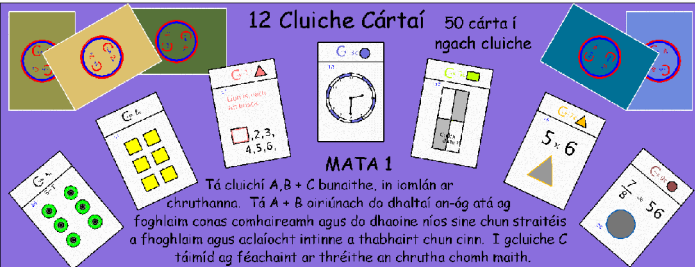 12 Cluiche Cártaí
50 cárta í
ngach cluiche
,2,3,
4,5,6,
5 × 6
7
8
56
MATA 1
Tá cluichí A,B + C bunaithe, in iomlán ar
chruthanna. Tá A + B oiriúnach do dhaltaí an-óg atá ag
foghlaim conas comhaireamh agus do dhaoine níos sine chun straitéis
a fhoghlaim agus aclaíocht intinne a thabhairt chun cinn. I gcluiche C
táimíd ag féachaint ar thréithe an chrutha chomh maith.